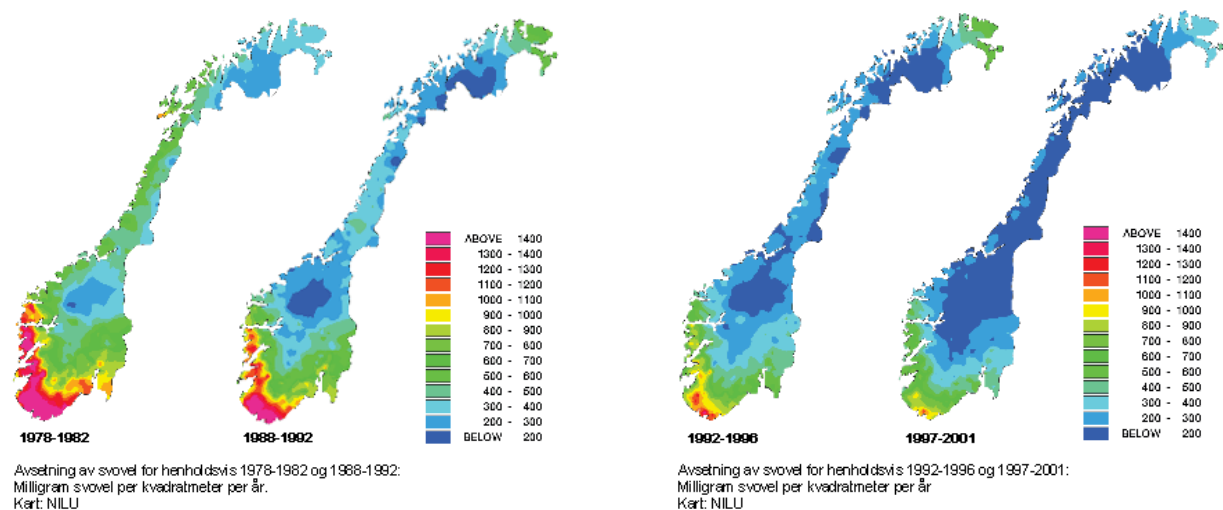 ABOVE 1400
1300 - 1400
1200 - 1300
1100 - 1200
1000 - 1100
900 - 1000
800 - 900
700 - 800
600 - 700
500 - 600
400 - 500
300 - 400
200 - 300
BELOW 200
1978-1982
1988-1992
Avsetning av svovel for henholdsvis 1978-1982 og 1988-1992:
Milligram svovel per kvadratmeter per år.
Kart: NILU
ABOVE 1400
1300 - 1400
1200 - 1300
1100 - 1200
1000 - 1100
900 - 1000
800 - 900
700 - 800
600 - 700
500 - 600
400 - 500
300 - 400
200 - 300
BELOW 200
1992-1996
1997-2001
Avsetning av svovel for henholdsvis 1992-1996 og 1997-2001:
Milligram svovel per kvadratmeter per år
Kart: NILU